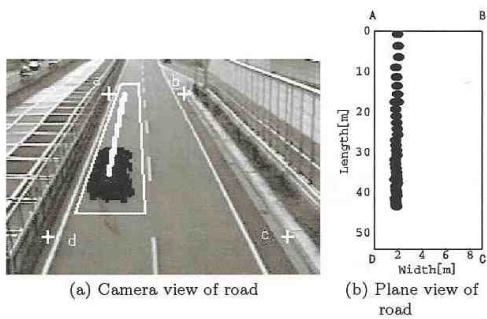 a
b
c
d
(a) Camera view of road
A B
0
10
20
30
40
50
Length[m]
D 2 4 6 8 C
Width[m]
(b) Plane view of
road